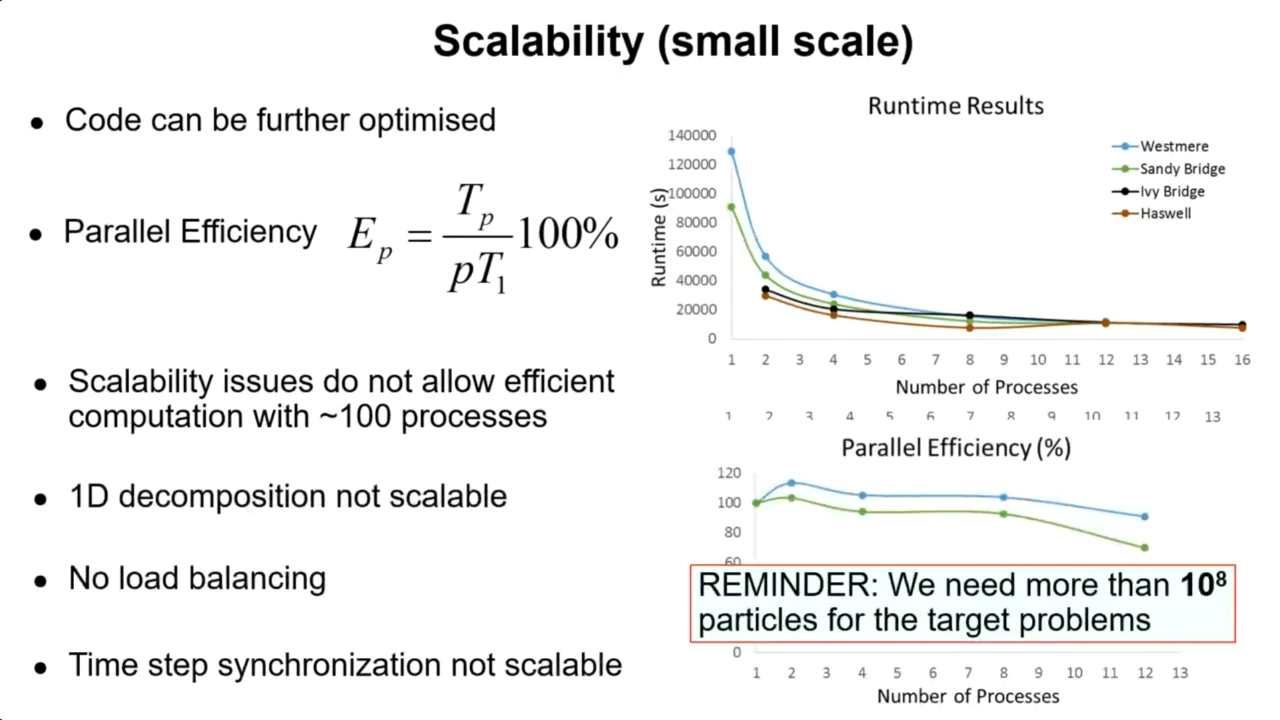 Scalability (small scale)
• Code can be further optimised
• Parallel Efficiency E_p = T_p / pT_1 100%
• Scalability issues do not allow efficient
computation with ~100 processes
• 1D decomposition not scalable
• No load balancing
• Time step synchronization not scalable
Runtime Results
140000
120000
100000
80000
60000
40000
20000
0
Runtime (s)
Westmere
Sandy Bridge
Ivy Bridge
Haswell
1 2 3 4 5 6 7 8 9 10 11 12 13 14 15 16
Number of Processes
1 2 3 4 5 6 7 8 9 10 11 12 13
Parallel Efficiency (%)
120
100
80
60
REMINDER: We need more than 10⁸
particles for the target problems
0
1 2 3 4 5 6 7 8 9 10 11 12 13
Number of Processes